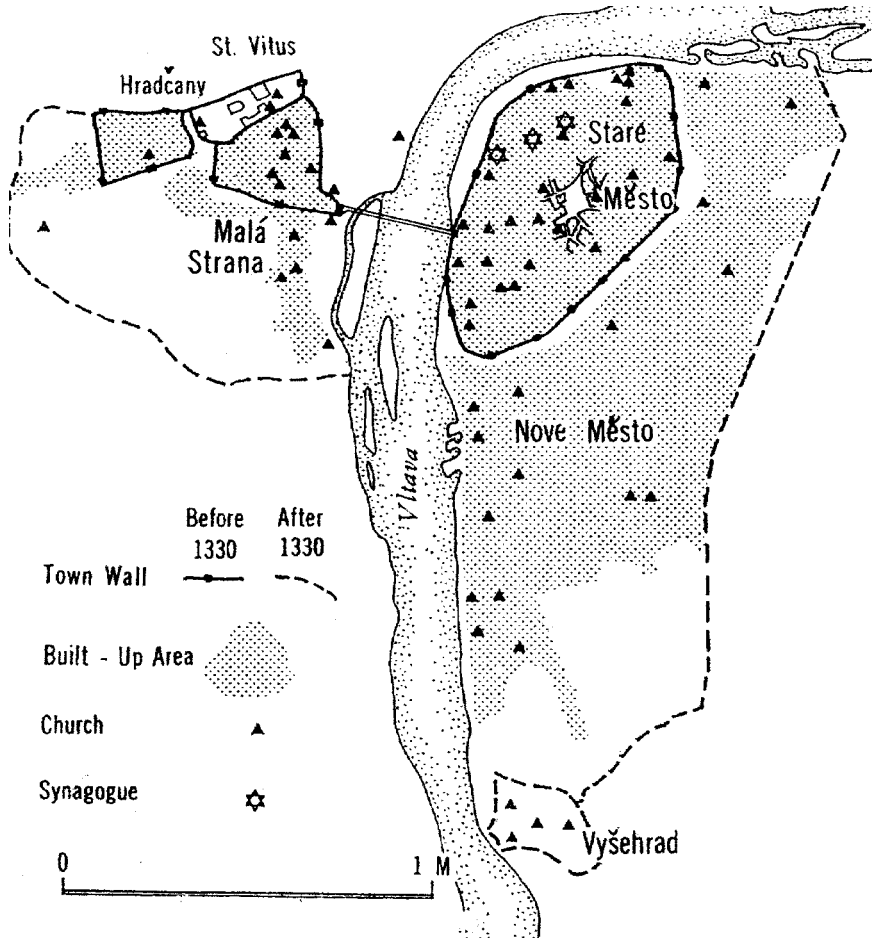 St. Vitus
Hradčany
Staré
Město
Malá
Strana
Nove Město
Vltava
Before After
1330 1330
Town Wall
Built - Up Area
Church
Synagogue
Vyšehrad
0 1 M